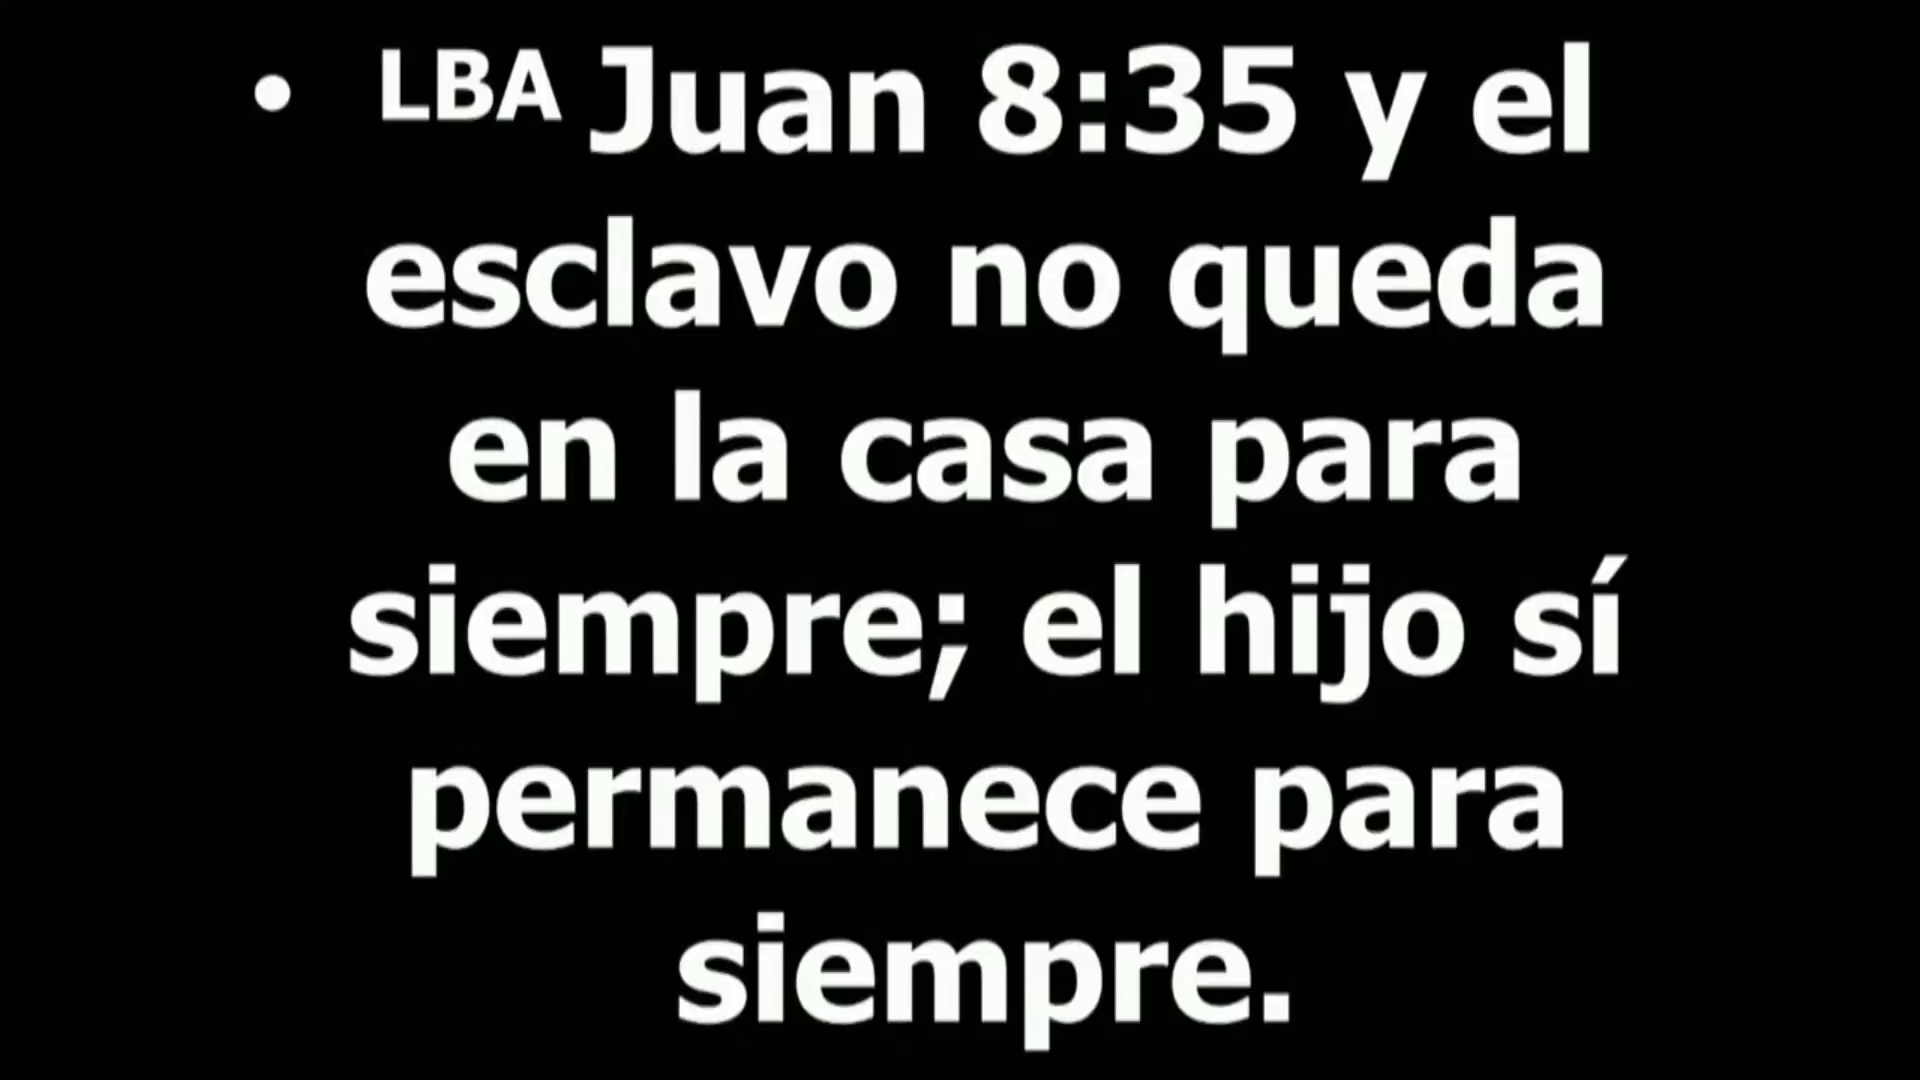 • LBA Juan 8:35 y el
esclavo no queda
en la casa para
siempre; el hijo sí
permanece para
siempre.